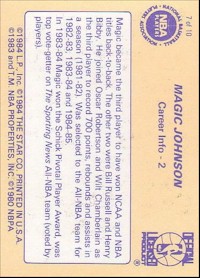 7 of 10
NATIONAL BASKETBALL
NBA
MAGIC JOHNSON
Career Info - 2
Magic became the third player to have won NCAA and NBA
titles back-to-back. The other two were Bill Russell and Henry
Bibby. He joined Oscar Robertson and Wilt Chamberlain as
the third player to record 700 points, rebounds and assists in
a season (1981-82). Was selected to the All-NBA team for
1982-83, 1983-84 and 1984-85.
In 1983-84 Magic won the Schick Pivotal Player Award, was
top vote-getter on The Sporting News All-NBA team (voted by
players).
© 1984 L.P. Inc. © 1986 THE STAR CO. PRINTED IN U.S.A.
© 1983 T.M. NBA PROPERTIES, INC. © 1980 NBPA